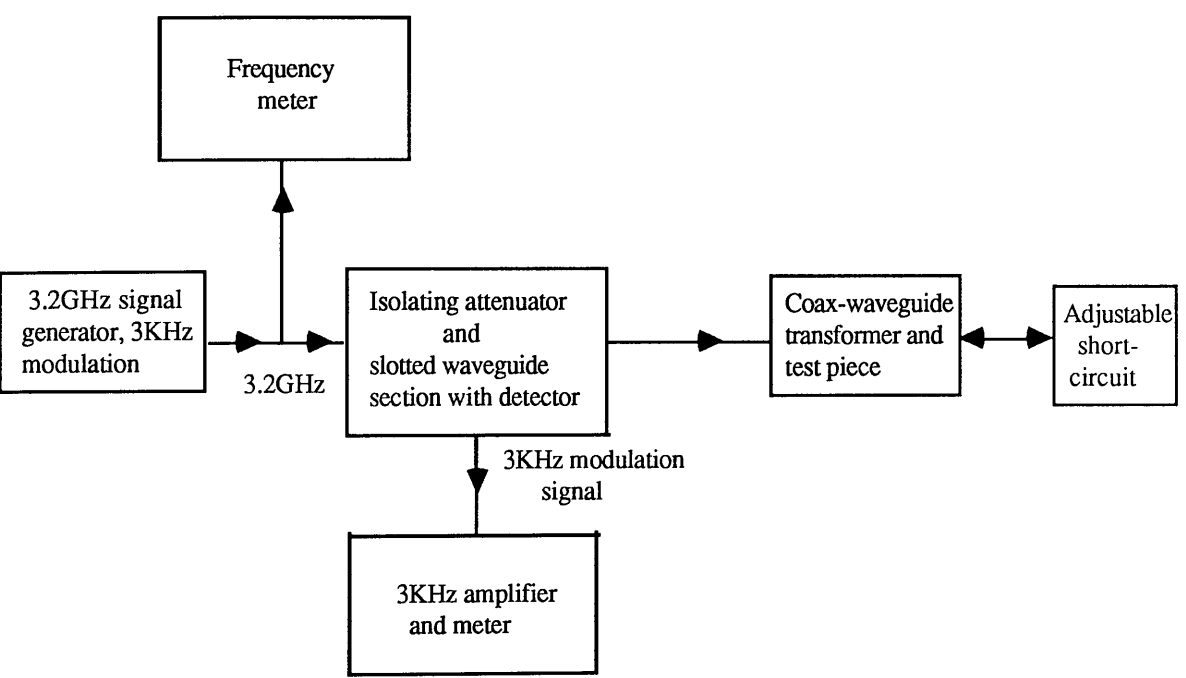 Frequency
meter
3.2GHz signal
generator, 3KHz
modulation
3.2GHz
Isolating attenuator
and
slotted waveguide
section with detector
Coax-waveguide
transformer and
test piece
Adjustable
short-
circuit
3KHz modulation
signal
3KHz amplifier
and meter